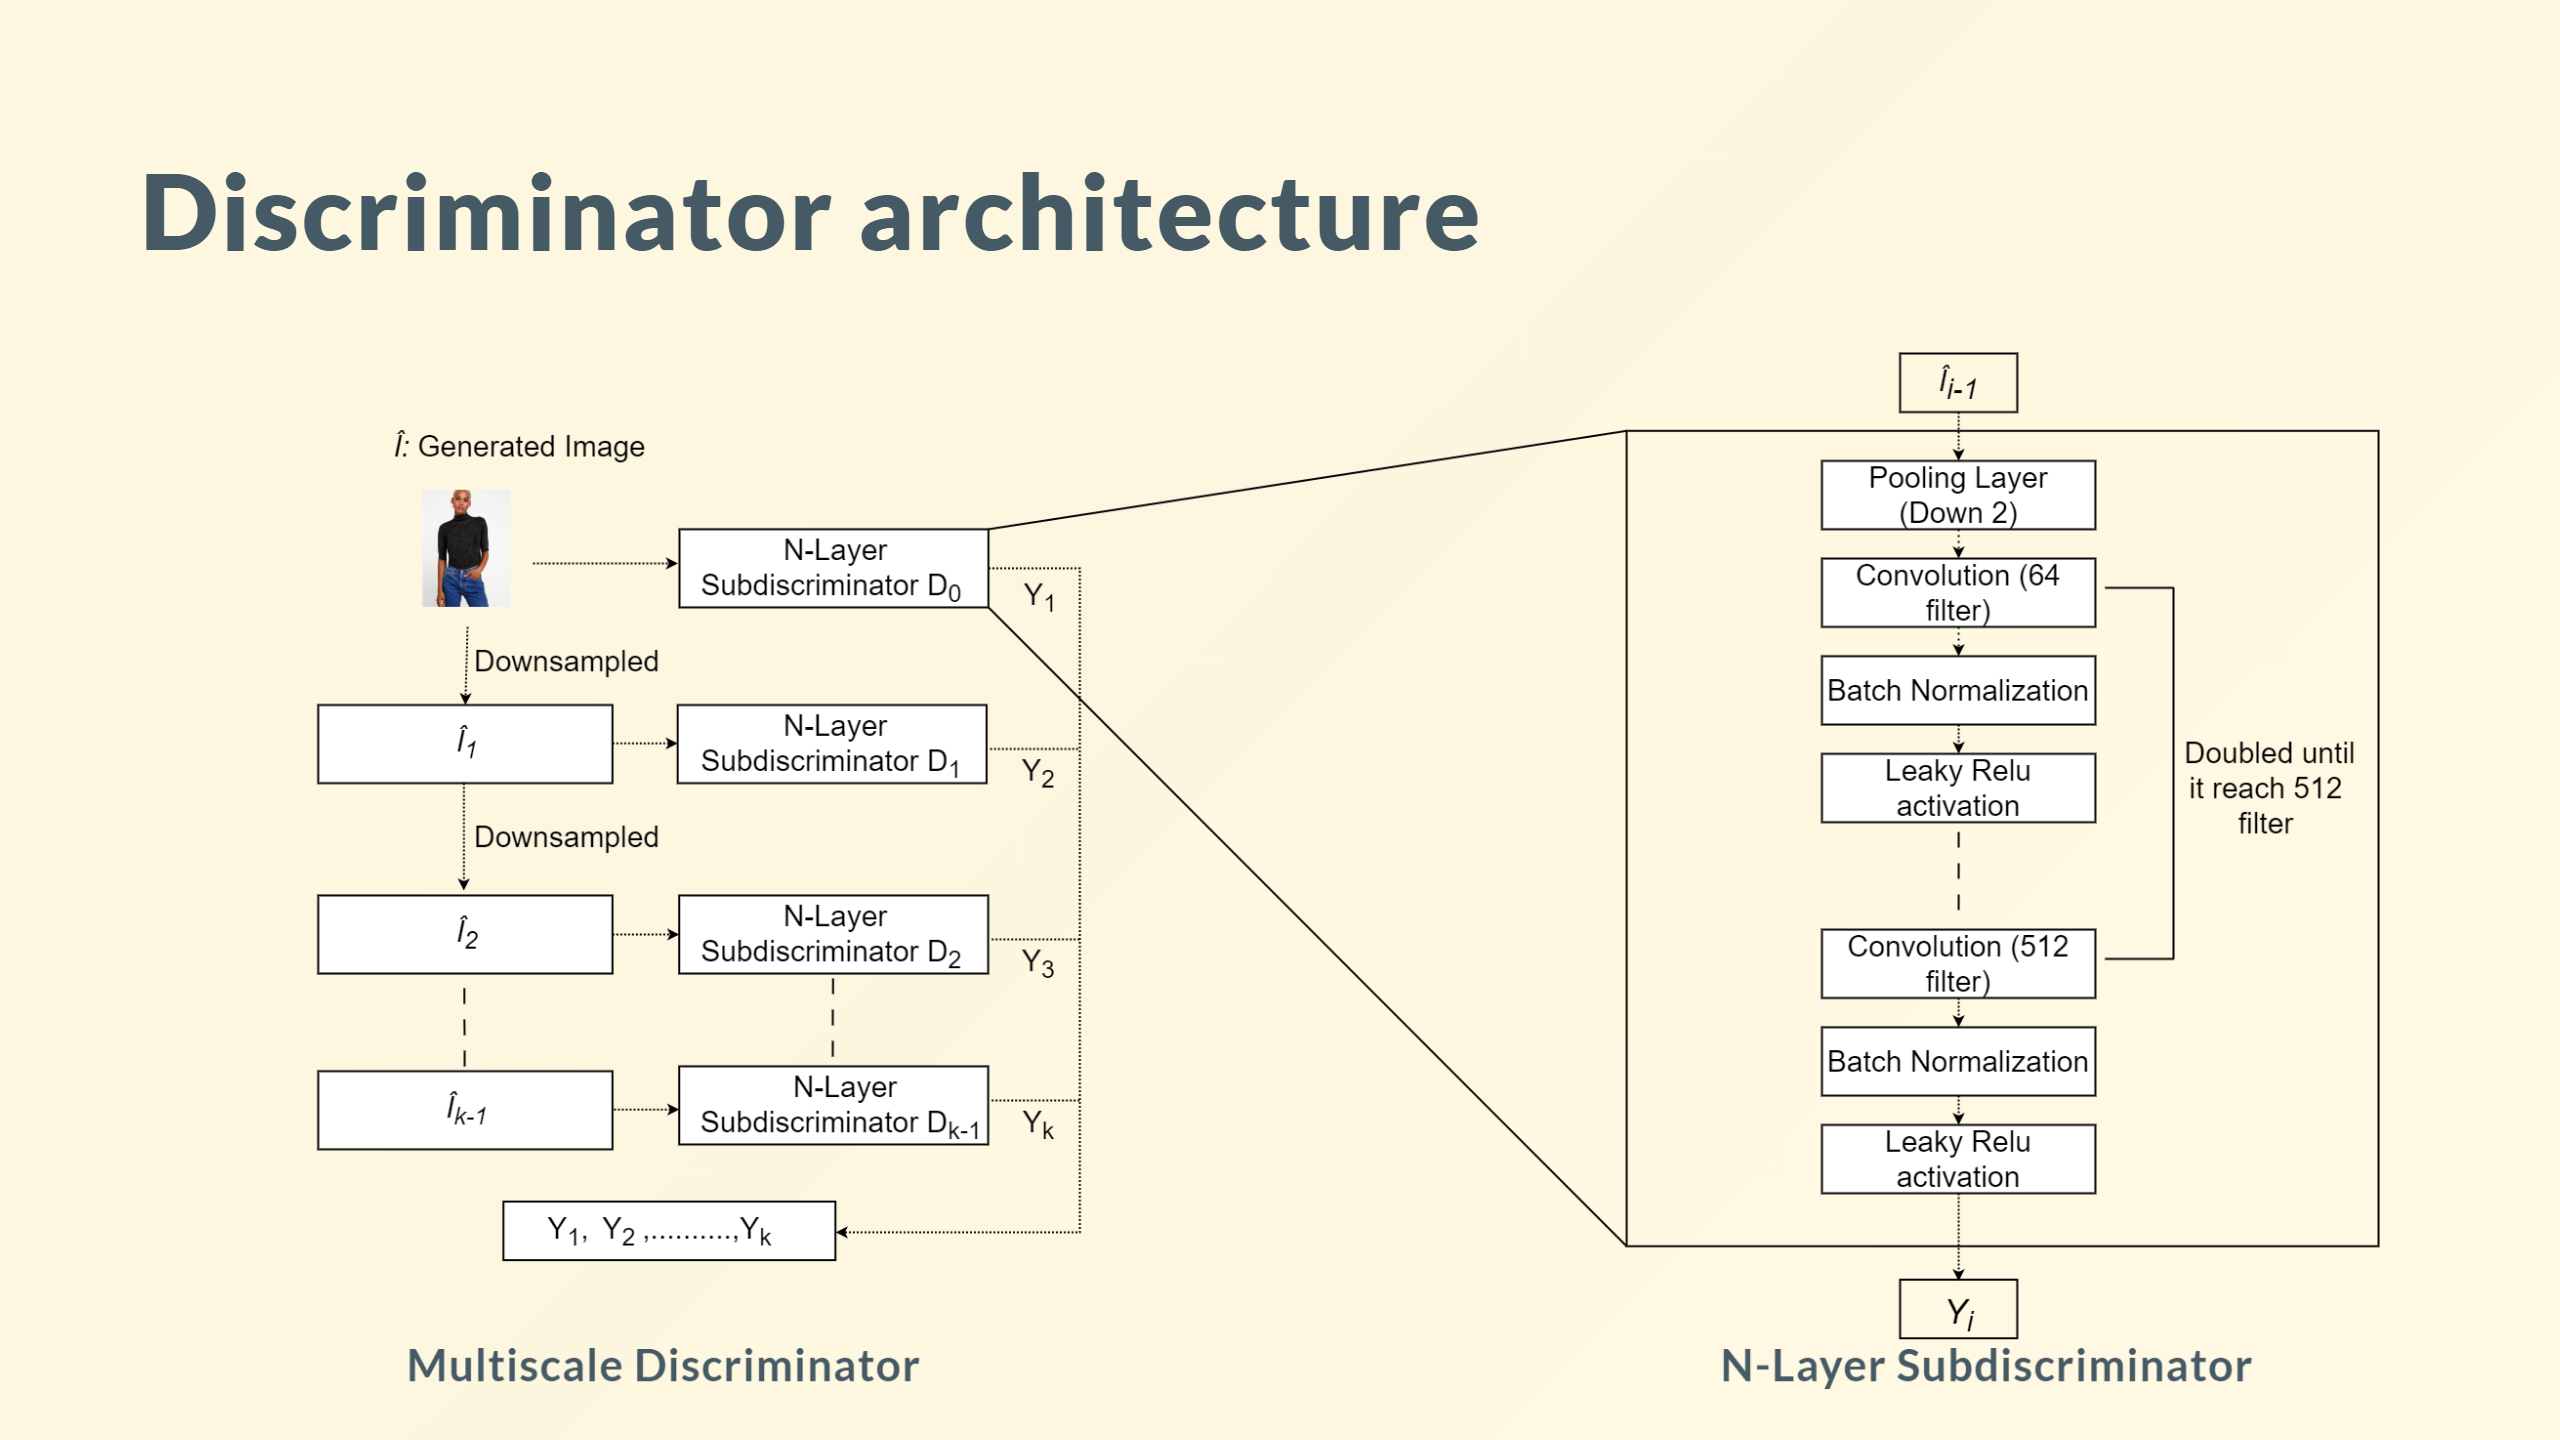 Discriminator architecture
Î: Generated Image
N-Layer
Subdiscriminator D0
Y1
Downsampled
Î1
N-Layer
Subdiscriminator D1
Y2
Downsampled
Î2
N-Layer
Subdiscriminator D2
Y3
Îk-1
N-Layer
Subdiscriminator Dk-1
Yk
Y1, Y2 ,..........,Yk
Multiscale Discriminator
Îi-1
Pooling Layer
(Down 2)
Convolution (64
filter)
Batch Normalization
Leaky Relu
activation
Doubled until
it reach 512
filter
Convolution (512
filter)
Batch Normalization
Leaky Relu
activation
Yi
N-Layer Subdiscriminator